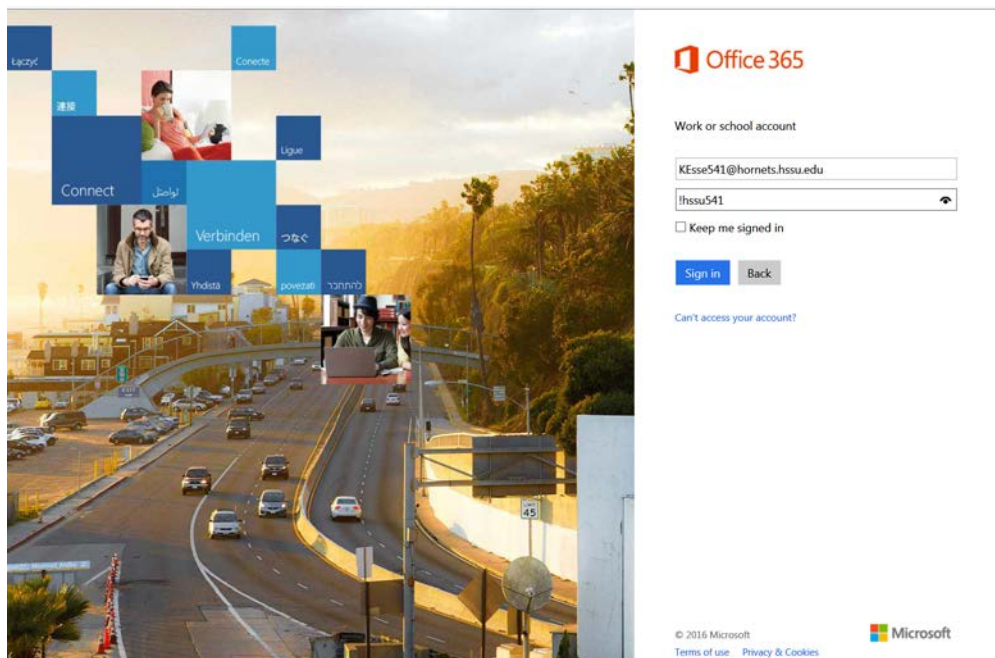 Łączyć
Conecte
連接
Ligue
Connect
تواصل
Verbinden
つなぐ
Yhdistä
povezati
להתחבר
LIMIT
45
Office 365
Work or school account
KEsse541@hornets.hssu.edu
!hssu541
Keep me signed in
Sign in
Back
Can't access your account?
© 2016 Microsoft
Terms of use Privacy & Cookies
Microsoft